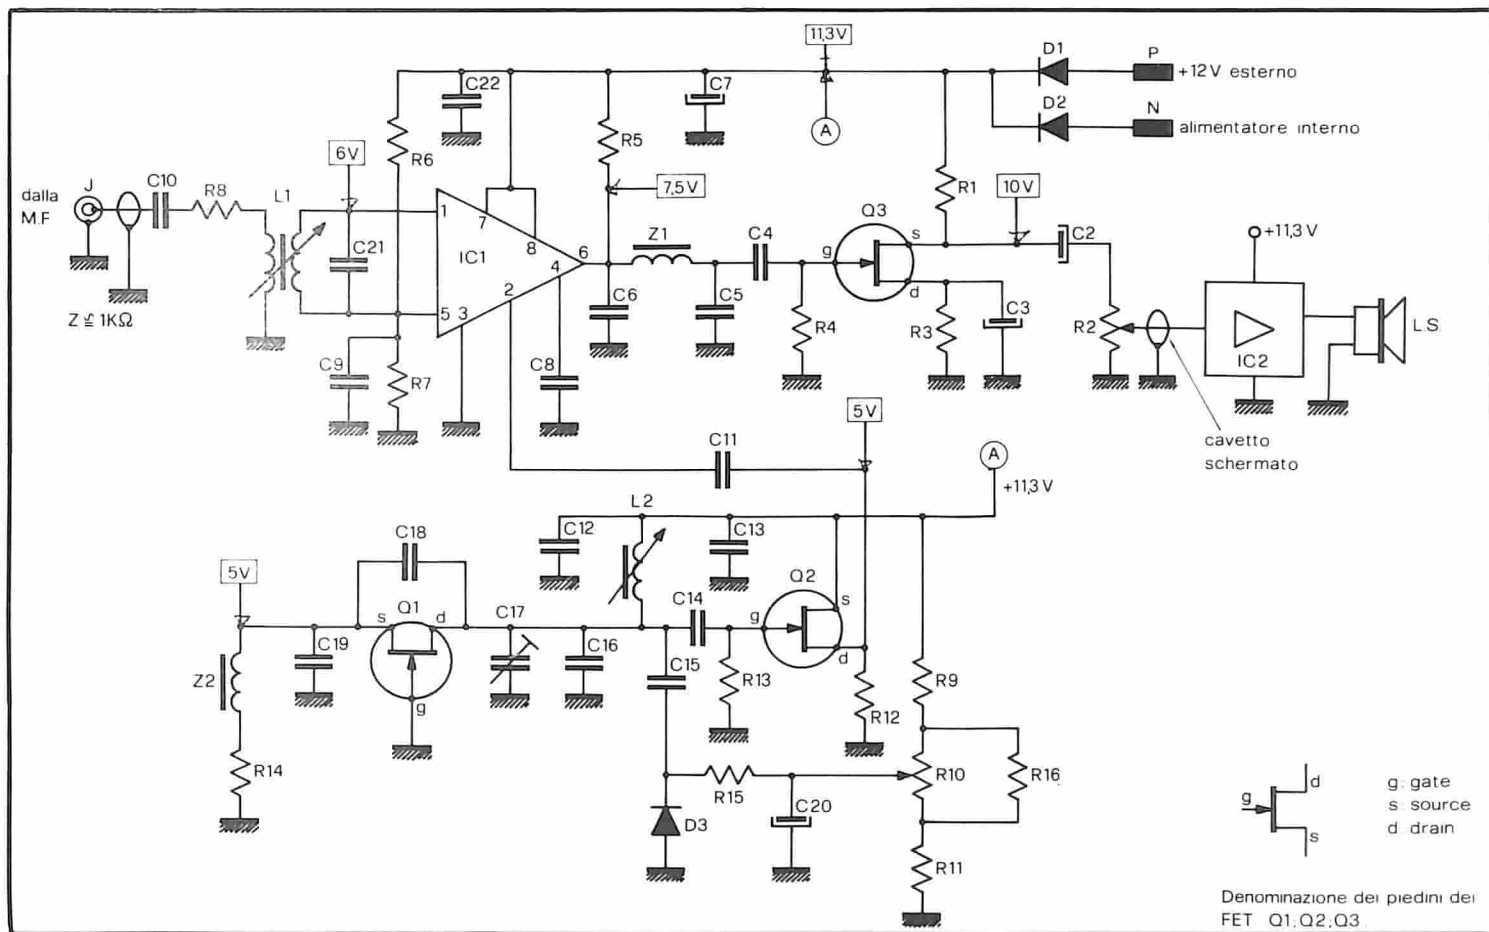 11,3V
D1
P
+12V esterno
C22
C7
D2
N
alimentatore interno
A
R5
R6
6V
7,5V
R1
10V
dalla
M.F
J
C10
R8
L1
1
7
8
C4
Q3
s
C2
+11,3V
C21
IC1
4
6
Z1
g
2
d
5
3
C6
C5
R4
R3
C3
R2
IC2
L.S.
Z ≦ 1KΩ
C9
R7
C8
5V
cavetto
schermato
C11
A
+11,3V
L2
C18
C12
C13
5V
Q2
s
Q1
s
d
C17
C14
g
d
C19
C16
C15
R13
Z2
g
R12
R9
R14
R15
R10
R16
C20
D3
R11
g
d
s
g: gate
s: source
d: drain
Denominazione dei piedini dei
FET Q1;Q2;Q3